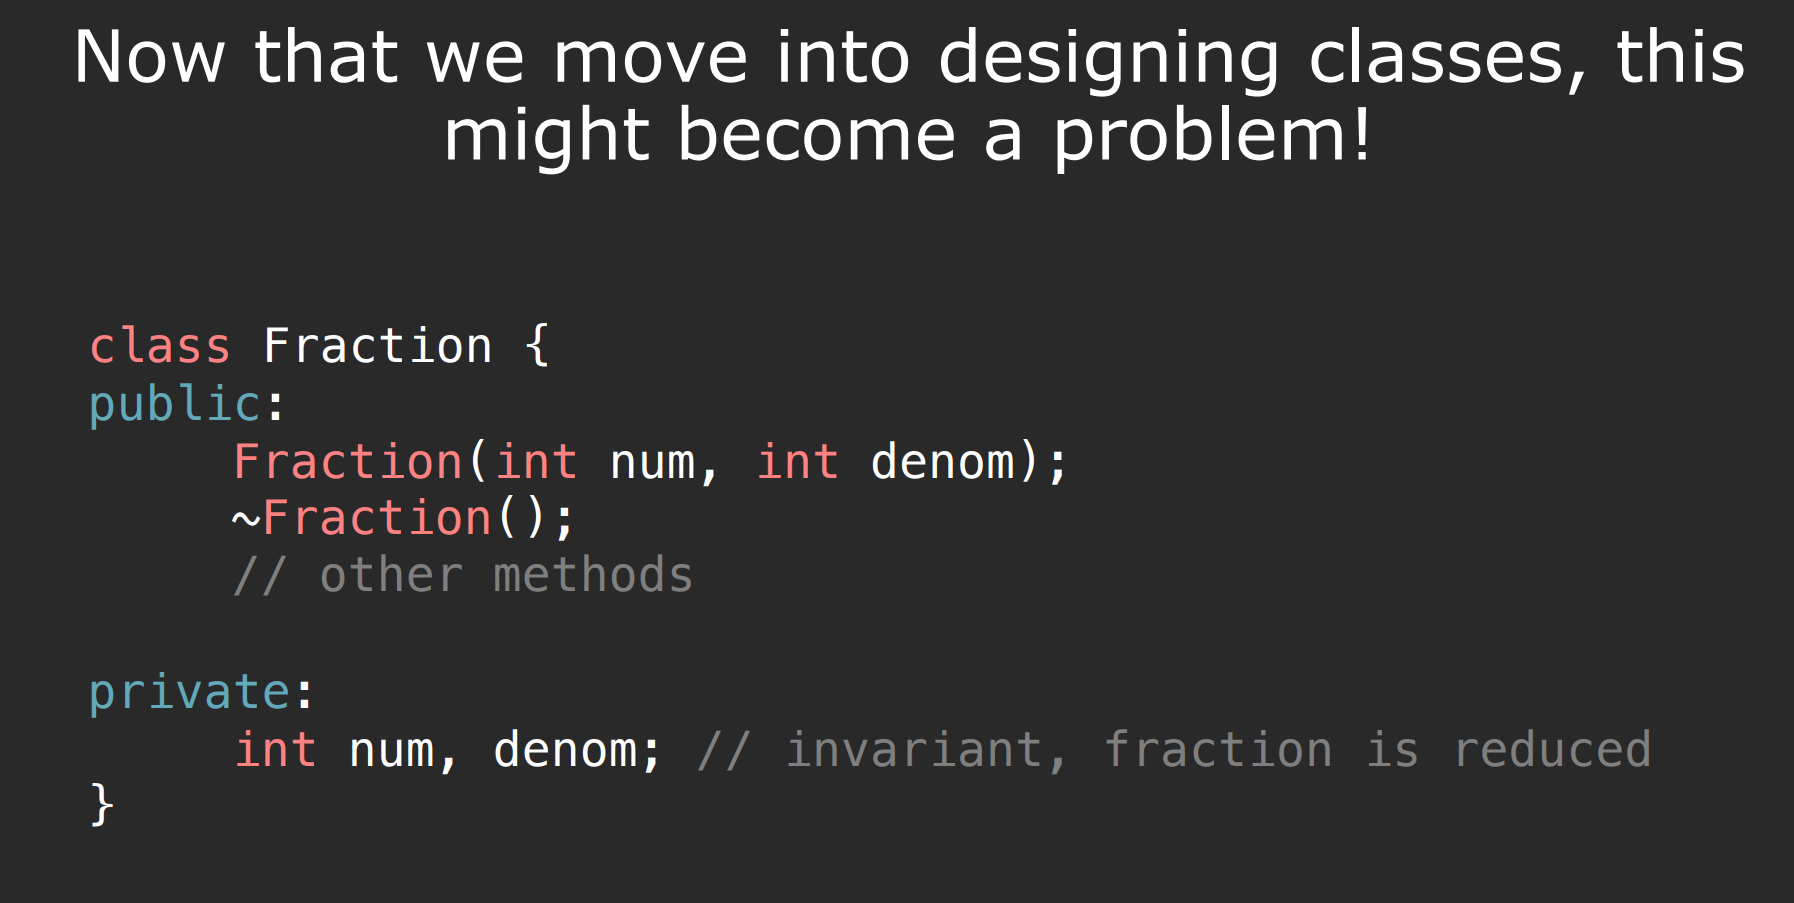 Now that we move into designing classes, this
might become a problem!
class Fraction {
public:
Fraction(int num, int denom);
~Fraction();
// other methods
private:
int num, denom; // invariant, fraction is reduced
}